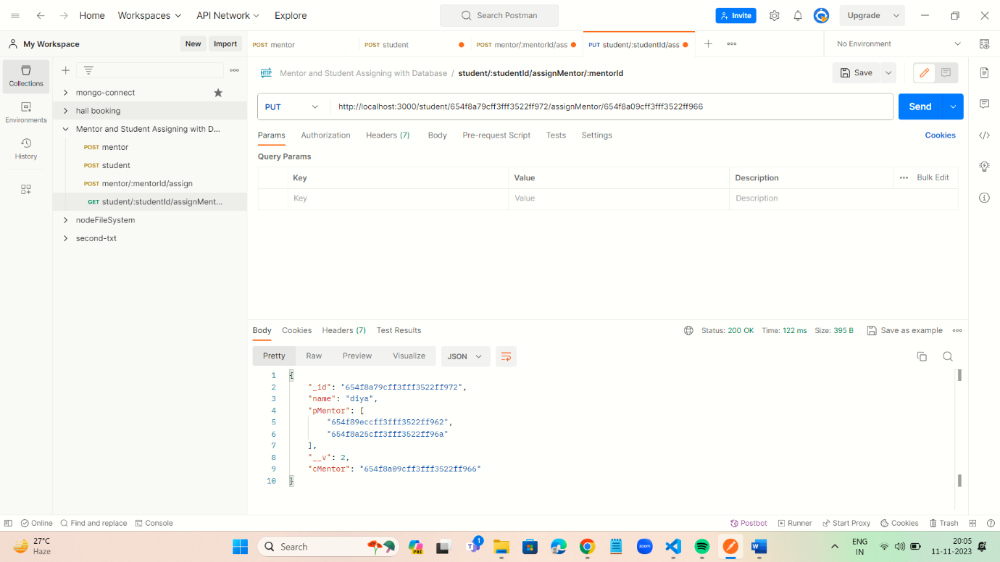 Home Workspaces API Network Explore Search Postman Invite Upgrade
My Workspace New Import POST mentor POST student POST mentor/:mentorId/ass PUT student/:studentId/ass No Environment
Collections
Environments
History
mongo-connect
hall booking
Mentor and Student Assigning with D...
POST mentor
POST student
POST mentor/:mentorId/assign
GET student/:studentId/assignMent...
nodeFileSystem
second-txt
HTTP Mentor and Student Assigning with Database / student/:studentId/assignMentor/:mentorId Save
PUT http://localhost:3000/student/654f8a79cff3fff3522ff972/assignMentor/654f8a09cff3fff3522ff966 Send
Params Authorization Headers (7) Body Pre-request Script Tests Settings Cookies
Query Params
Key Value Description Bulk Edit
Key Value Description
Body Cookies Headers (7) Test Results Status: 200 OK Time: 122 ms Size: 395 B Save as example
Pretty Raw Preview Visualize JSON
1 {
2 "_id": "654f8a79cff3fff3522ff972",
3 "name": "diya",
4 "pMentor": [
5 "654f89eccff3fff3522ff962",
6 "654f8a25cff3fff3522ff96a"
7 ],
8 "__v": 2,
9 "cMentor": "654f8a09cff3fff3522ff966"
10 }
Online Find and replace Console Postbot Runner Start Proxy Cookies Trash
27°C
Haze
Search
PRE
1
zoom
ENG
IN
20:05
11-11-2023